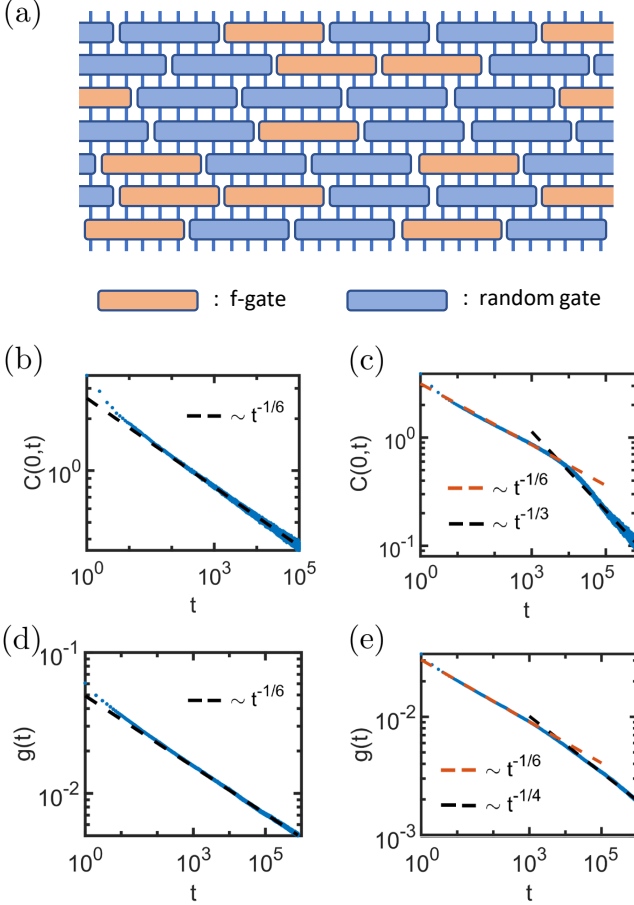 (a)
: f-gate : random gate
(b) (c)
C(0,t)
10^0
~ t^{-1/6}
10^0 10^3 10^5
t
C(0,t)
10^0
10^{-1}
~ t^{-1/6}
~ t^{-1/3}
10^0 10^3 10^5
t
(d) (e)
g(t)
10^{-1}
10^{-2}
~ t^{-1/6}
10^0 10^3 10^5
t
g(t)
10^{-2}
10^{-3}
~ t^{-1/6}
~ t^{-1/4}
10^0 10^3 10^5
t